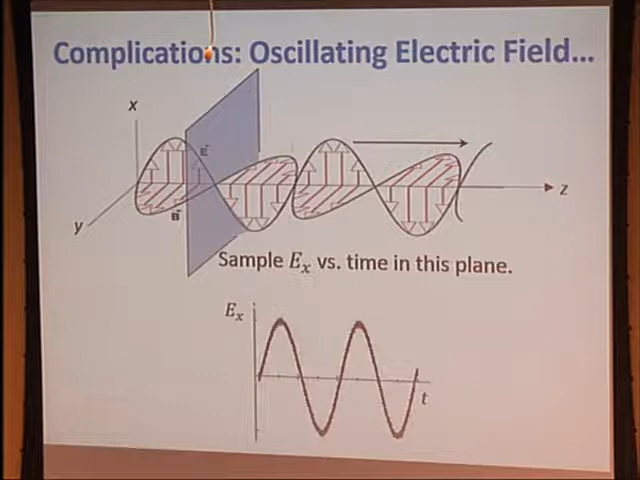 Complications: Oscillating Electric Field...
x
E
y
B
z
Sample Eₓ vs. time in this plane.
Eₓ
t